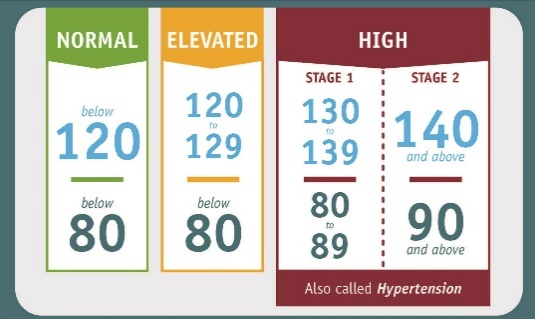 NORMAL
below
120
below
80
ELEVATED
120
to
129
below
80
HIGH
STAGE 1
130
to
139
80
to
89
STAGE 2
140
and above
90
and above
Also called Hypertension